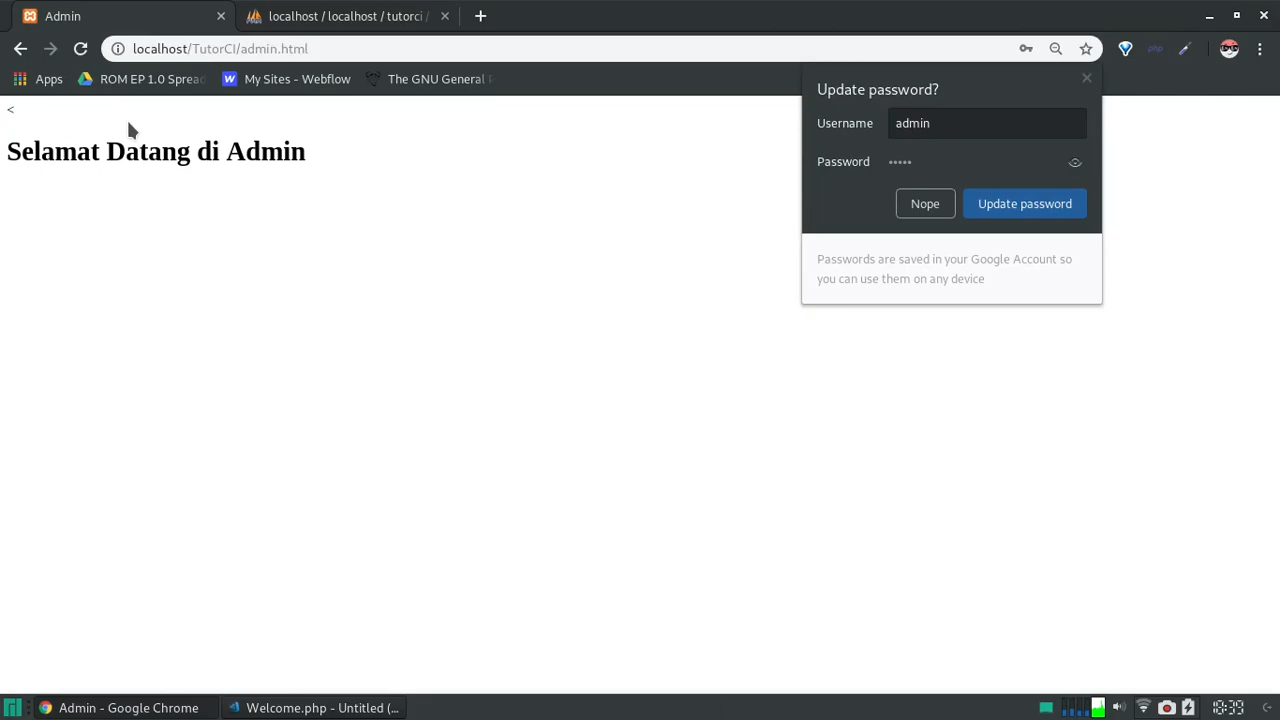 Admin
localhost / localhost / tutorci /
localhost/TutorCI/admin.html
php
Apps
ROM EP 1.0 Spread
My Sites - Webflow
The GNU General P
<
Selamat Datang di Admin
Update password?
Username
admin
Password
•••••
Nope
Update password
Passwords are saved in your Google Account so
you can use them on any device
Admin - Google Chrome
Welcome.php - Untitled (...